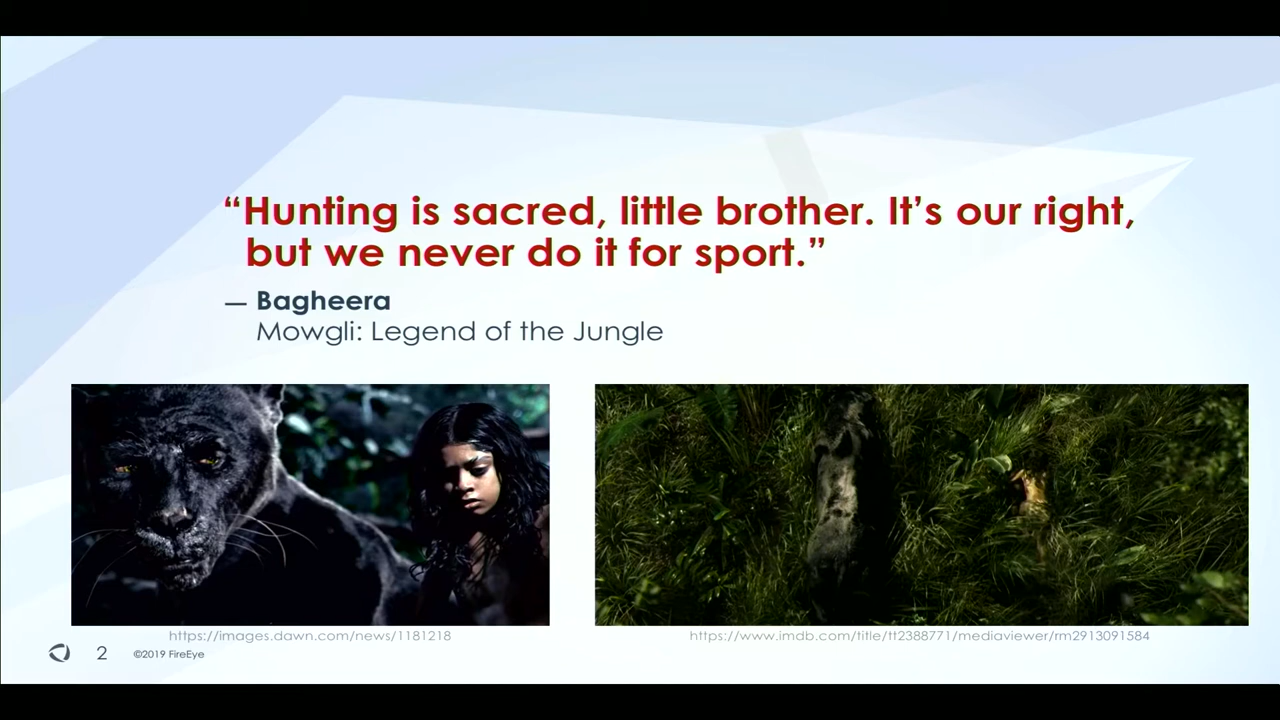 “Hunting is sacred, little brother. It’s our right,
but we never do it for sport.”
— Bagheera
Mowgli: Legend of the Jungle
https://images.dawn.com/news/1181218
https://www.imdb.com/title/tt2388771/mediaviewer/rm2913091584
2
©2019 FireEye